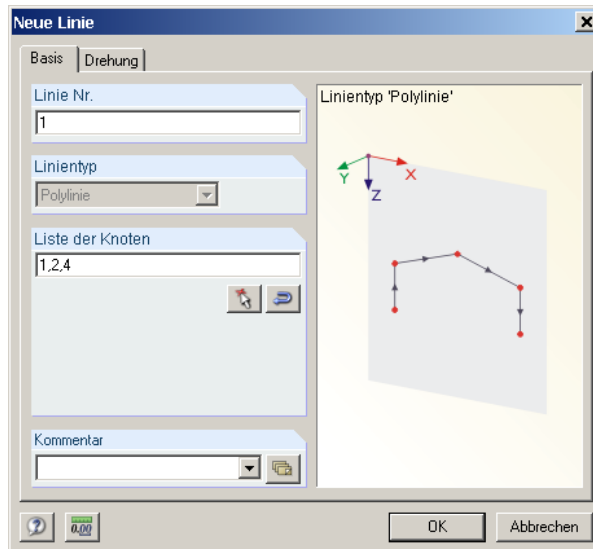 Neue Linie
Basis
Drehung
Linie Nr.
1
Linientyp
Polylinie
Liste der Knoten
1,2,4
Kommentar
Linientyp 'Polylinie'
Y
X
Z
0.00
OK
Abbrechen